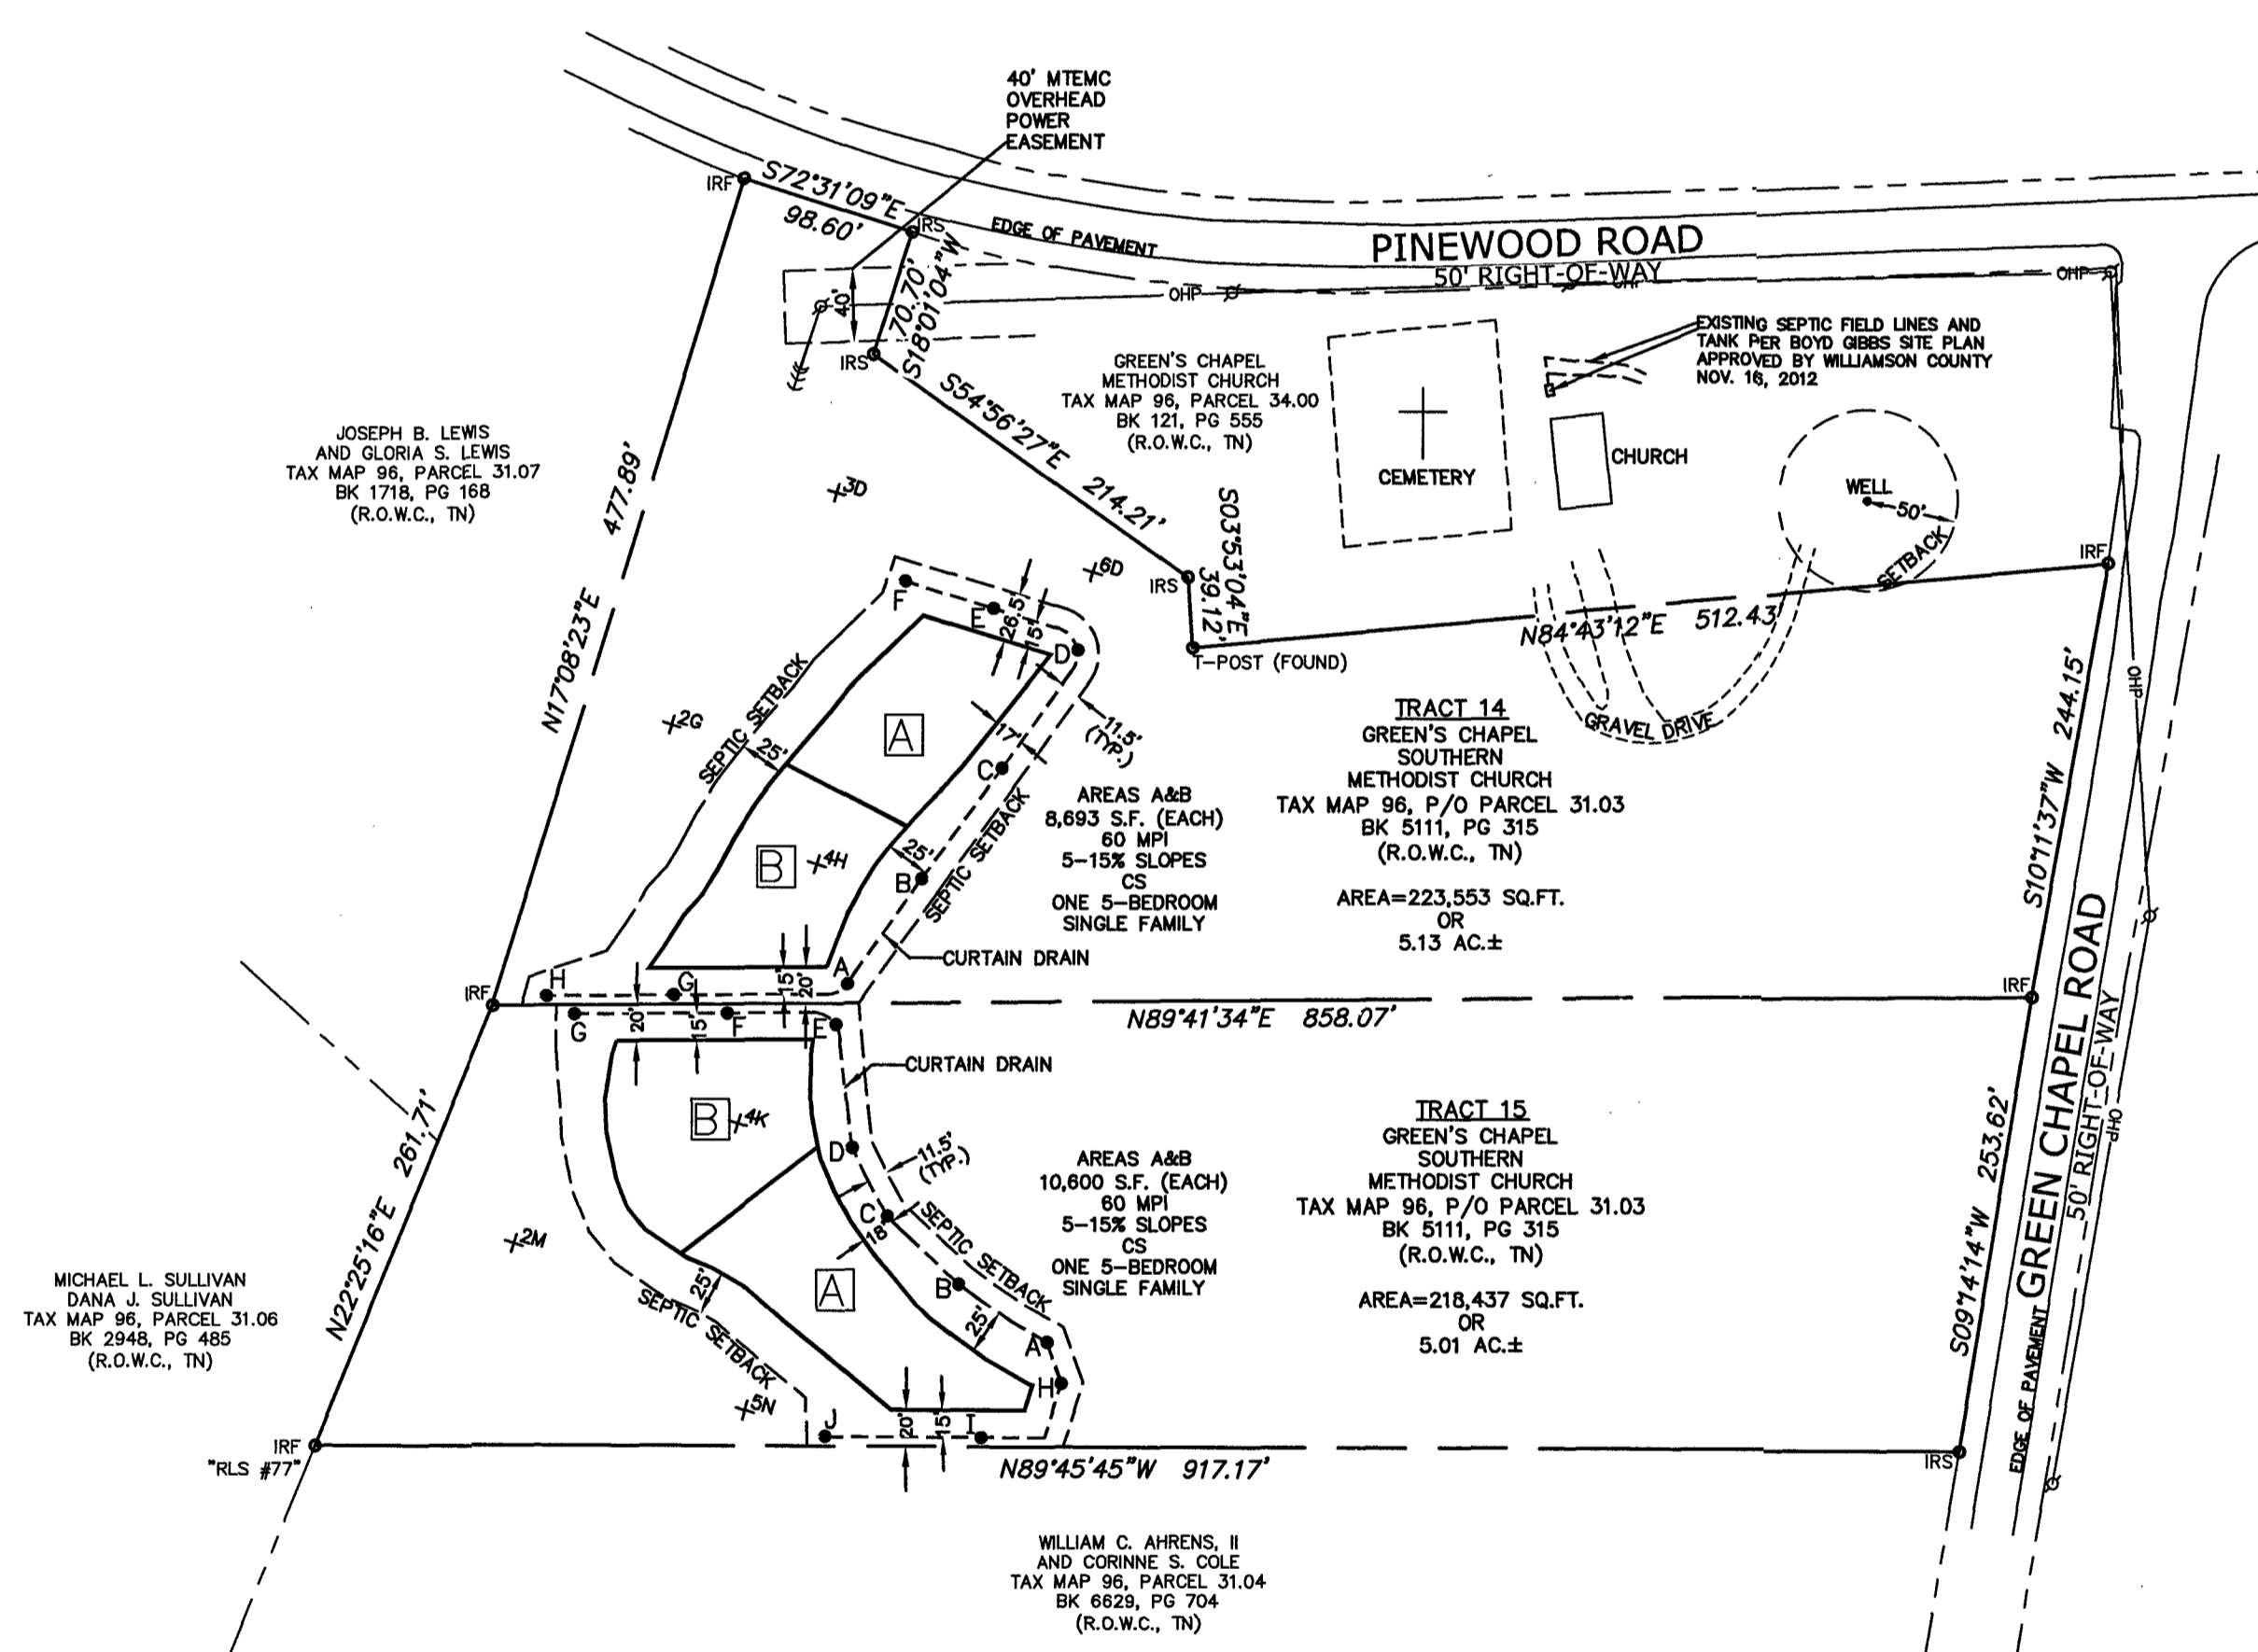 40' MTEMC
OVERHEAD
POWER
EASEMENT
IRF
S72°31'09"E
98.60'
IRS
EDGE OF PAVEMENT
PINEWOOD ROAD
50' RIGHT-OF-WAY
OHP
OHP
OHP
40'
70.70'
S18°01'04"W
IRS
EXISTING SEPTIC FIELD LINES AND
TANK PER BOYD GIBBS SITE PLAN
APPROVED BY WILLIAMSON COUNTY
NOV. 16, 2012
GREEN'S CHAPEL
METHODIST CHURCH
TAX MAP 96, PARCEL 34.00
BK 121, PG 555
(R.O.W.C., TN)
S54°56'27"E
214.21'
CEMETERY
CHURCH
WELL
50'
SETBACK
IRF
JOSEPH B. LEWIS
AND GLORIA S. LEWIS
TAX MAP 96, PARCEL 31.07
BK 1718, PG 168
(R.O.W.C., TN)
477.89'
N17°08'23"E
3D
6D
IRS
S03°53'04"E
39.12'
T-POST (FOUND)
N84°43'12"E 512.43'
GRAVEL DRIVE
F
E
26.5'
15'
D
SEPTIC SETBACK
2G
25'
A
17'
11.5'
(TYP.)
C
B
4H
25'
B
SEPTIC SETBACK
AREAS A&B
8,693 S.F. (EACH)
60 MPI
5-15% SLOPES
CS
ONE 5-BEDROOM
SINGLE FAMILY
CURTAIN DRAIN
TRACT 14
GREEN'S CHAPEL
SOUTHERN
METHODIST CHURCH
TAX MAP 96, P/O PARCEL 31.03
BK 5111, PG 315
(R.O.W.C., TN)
AREA=223,553 SQ.FT.
OR
5.13 AC.±
S10°11'37"W 244.15'
OHP
IRF
H
G
15'
20'
A
IRF
N89°41'34"E 858.07'
G
20'
15'
F
E
CURTAIN DRAIN
B
4K
D
11.5'
(TYP.)
C
18'
SEPTIC SETBACK
B
25'
A
H
A
25'
SEPTIC SETBACK
2M
5N
J
20'
15'
I
AREAS A&B
10,600 S.F. (EACH)
60 MPI
5-15% SLOPES
CS
ONE 5-BEDROOM
SINGLE FAMILY
TRACT 15
GREEN'S CHAPEL
SOUTHERN
METHODIST CHURCH
TAX MAP 96, P/O PARCEL 31.03
BK 5111, PG 315
(R.O.W.C., TN)
AREA=218,437 SQ.FT.
OR
5.01 AC.±
S09°14'14"W 253.62'
GREEN CHAPEL ROAD
50' RIGHT-OF-WAY
OHP
EDGE OF PAVEMENT
IRS
N22°25'16"E 261.71'
MICHAEL L. SULLIVAN
DANA J. SULLIVAN
TAX MAP 96, PARCEL 31.06
BK 2948, PG 485
(R.O.W.C., TN)
IRF
"RLS #77"
N89°45'45"W 917.17'
WILLIAM C. AHRENS, II
AND CORINNE S. COLE
TAX MAP 96, PARCEL 31.04
BK 6629, PG 704
(R.O.W.C., TN)